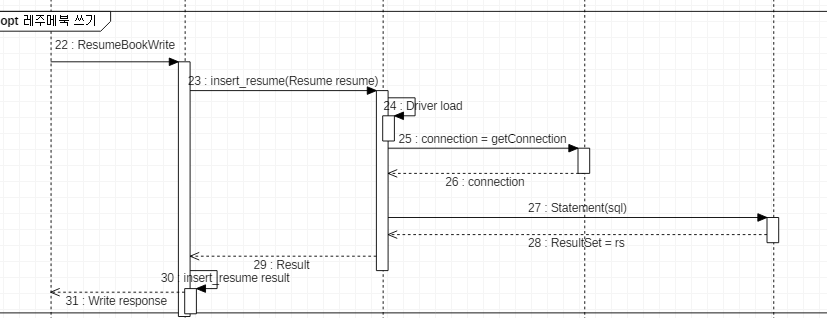 opt 레주메북 쓰기
22 : ResumeBookWrite
23 : insert_resume(Resume resume)
24 : Driver load
25 : connection = getConnection
26 : connection
27 : Statement(sql)
28 : ResultSet = rs
29 : Result
30 : insert_resume result
31 : Write response